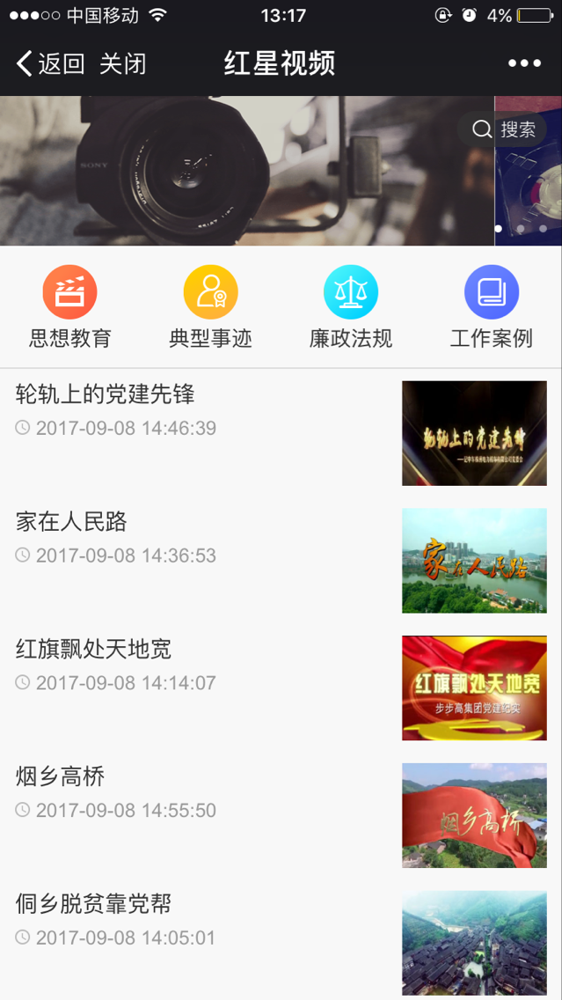 中国移动
13:17
4%
返回 关闭
红星视频
搜索
SONY
思想教育
典型事迹
廉政法规
工作案例
轮轨上的党建先锋
2017-09-08 14:46:39
轮轨上的党建先锋
家在人民路
2017-09-08 14:36:53
家在人民路
红旗飘处天地宽
2017-09-08 14:14:07
红旗飘处天地宽
步步高集团党建纪实
烟乡高桥
2017-09-08 14:55:50
烟乡高桥
侗乡脱贫靠党帮
2017-09-08 14:05:01